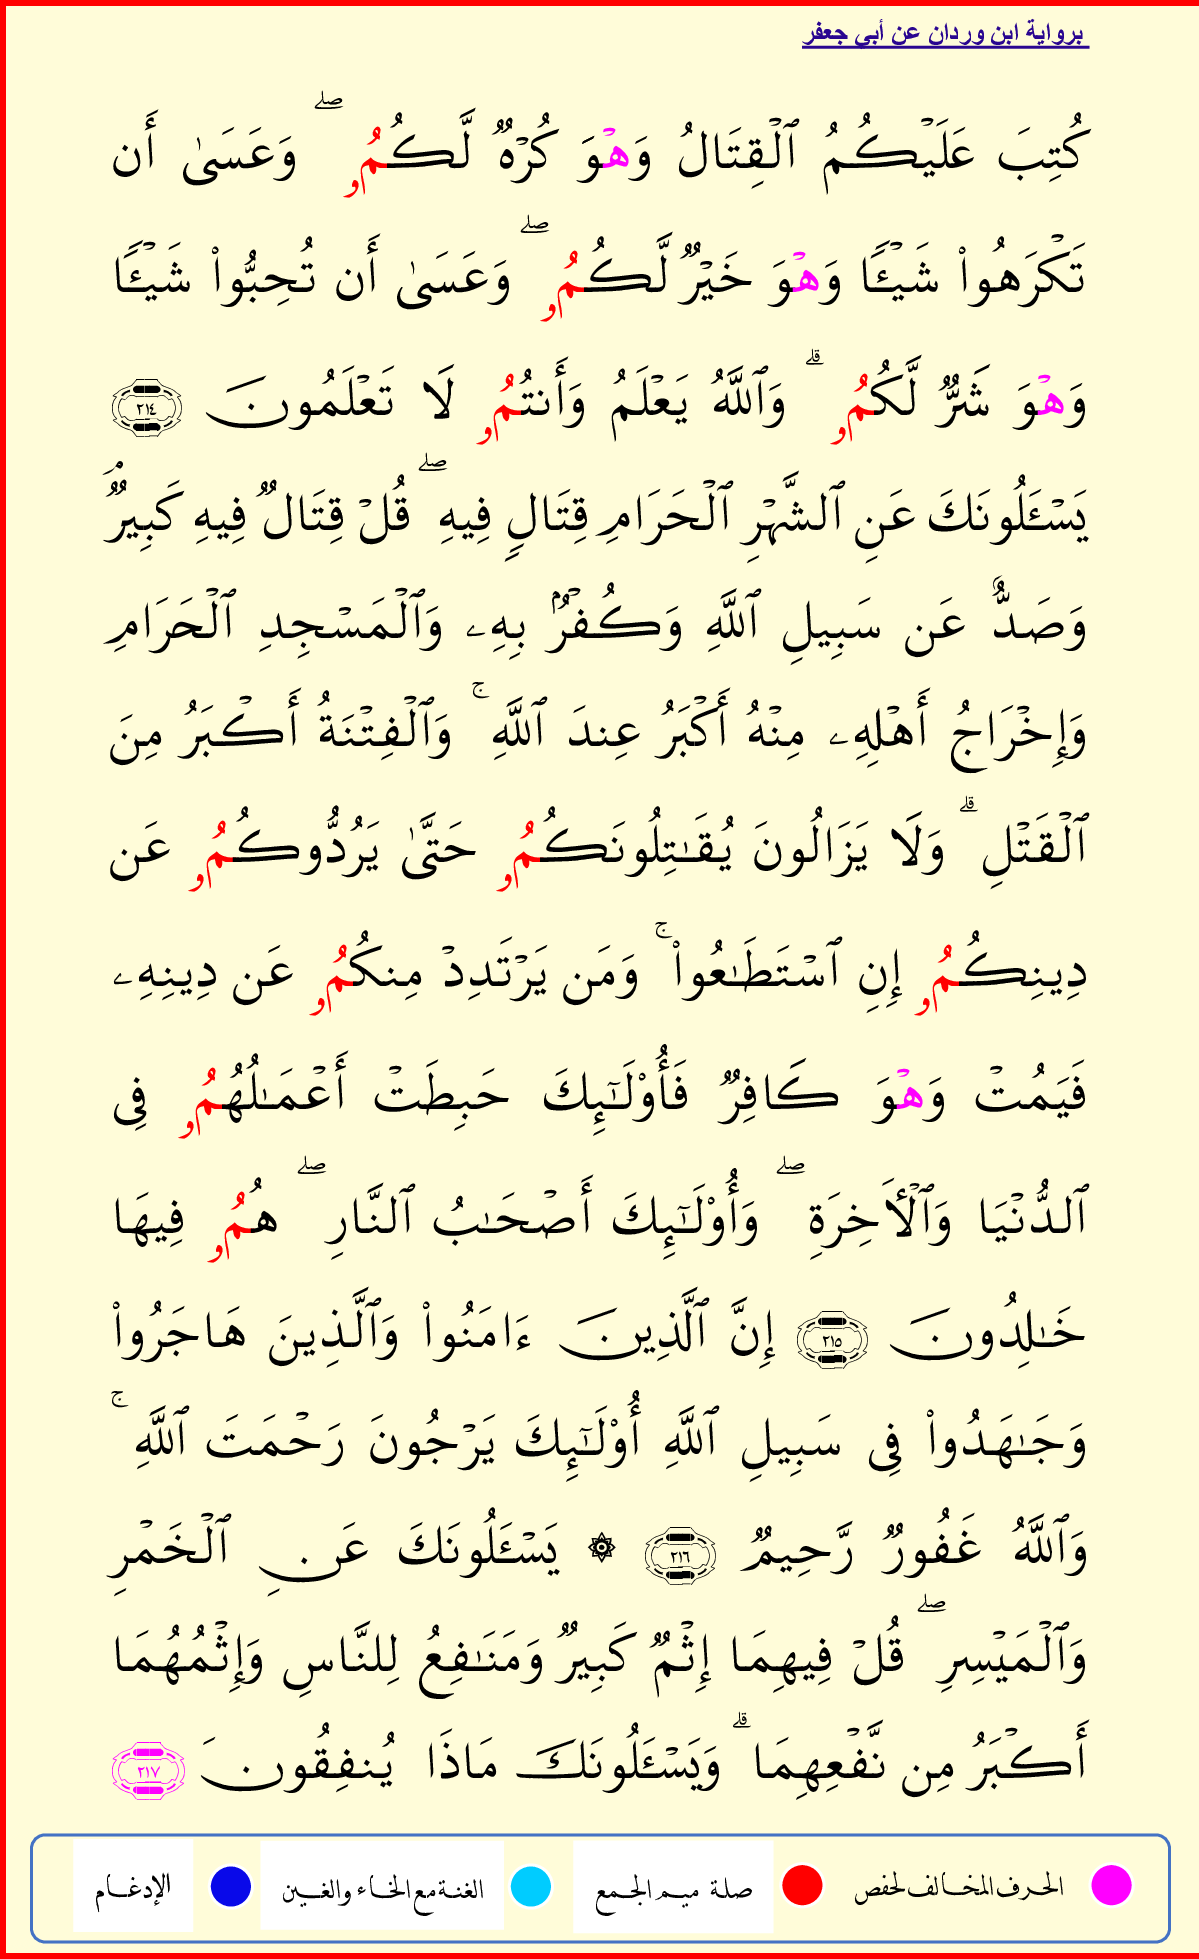 برواية ابن وردان عن أبي جعفر
كُتِبَ عَلَيْكُمُ ٱلْقِتَالُ وَهْوَ كُرْهٌ لَّكُمُۥ ۖ وَعَسَىٰ أَن
تَكْرَهُوا۟ شَيْـًٔا وَهْوَ خَيْرٌ لَّكُمُۥ ۖ وَعَسَىٰ أَن تُحِبُّوا۟ شَيْـًٔا
وَهْوَ شَرٌّ لَّكُمُۥ ۗ وَٱللَّهُ يَعْلَمُ وَأَنتُمُۥ لَا تَعْلَمُونَ ٢١٤
يَسْـَٔلُونَكَ عَنِ ٱلشَّهْرِ ٱلْحَرَامِ قِتَالٍ فِيهِ ۖ قُلْ قِتَالٌ فِيهِ كَبِيرٌ ۘ
وَصَدٌّ عَن سَبِيلِ ٱللَّهِ وَكُفْرٌۢ بِهِۦ وَٱلْمَسْجِدِ ٱلْحَرَامِ
وَإِخْرَاجُ أَهْلِهِۦ مِنْهُ أَكْبَرُ عِندَ ٱللَّهِ ۚ وَٱلْفِتْنَةُ أَكْبَرُ مِنَ
ٱلْقَتْلِ ۗ وَلَا يَزَالُونَ يُقَـٰتِلُونَكُمُۥ حَتَّىٰ يَرُدُّوكُمُۥ عَن
دِينِكُمُۥ إِنِ ٱسْتَطَـٰعُوا۟ ۚ وَمَن يَرْتَدِدْ مِنكُمُۥ عَن دِينِهِۦ
فَيَمُتْ وَهْوَ كَافِرٌ فَأُو۟لَـٰٓئِكَ حَبِطَتْ أَعْمَـٰلُهُمُۥ فِى
ٱلدُّنْيَا وَٱلْأَخِرَةِ ۖ وَأُو۟لَـٰٓئِكَ أَصْحَـٰبُ ٱلنَّارِ ۖ هُمُۥ فِيهَا
خَـٰلِدُونَ ٢١٥ إِنَّ ٱلَّذِينَ ءَامَنُوا۟ وَٱلَّذِينَ هَاجَرُوا۟
وَجَـٰهَدُوا۟ فِى سَبِيلِ ٱللَّهِ أُو۟لَـٰٓئِكَ يَرْجُونَ رَحْمَتَ ٱللَّهِ ۚ
وَٱللَّهُ غَفُورٌ رَّحِيمٌ ٢١٦ ۞ يَسْـَٔلُونَكَ عَنِ ٱلْخَمْرِ
وَٱلْمَيْسِرِ ۖ قُلْ فِيهِمَا إِثْمٌ كَبِيرٌ وَمَنَـٰفِعُ لِلنَّاسِ وَإِثْمُهُمَا
أَكْبَرُ مِن نَّفْعِهِمَا ۗ وَيَسْـَٔلُونَكَ مَاذَا يُنفِقُونَ ٢١٧
الحرف المخالف لحفص صلة ميم الجمع الغنة مع الخاء والغين الإدغام